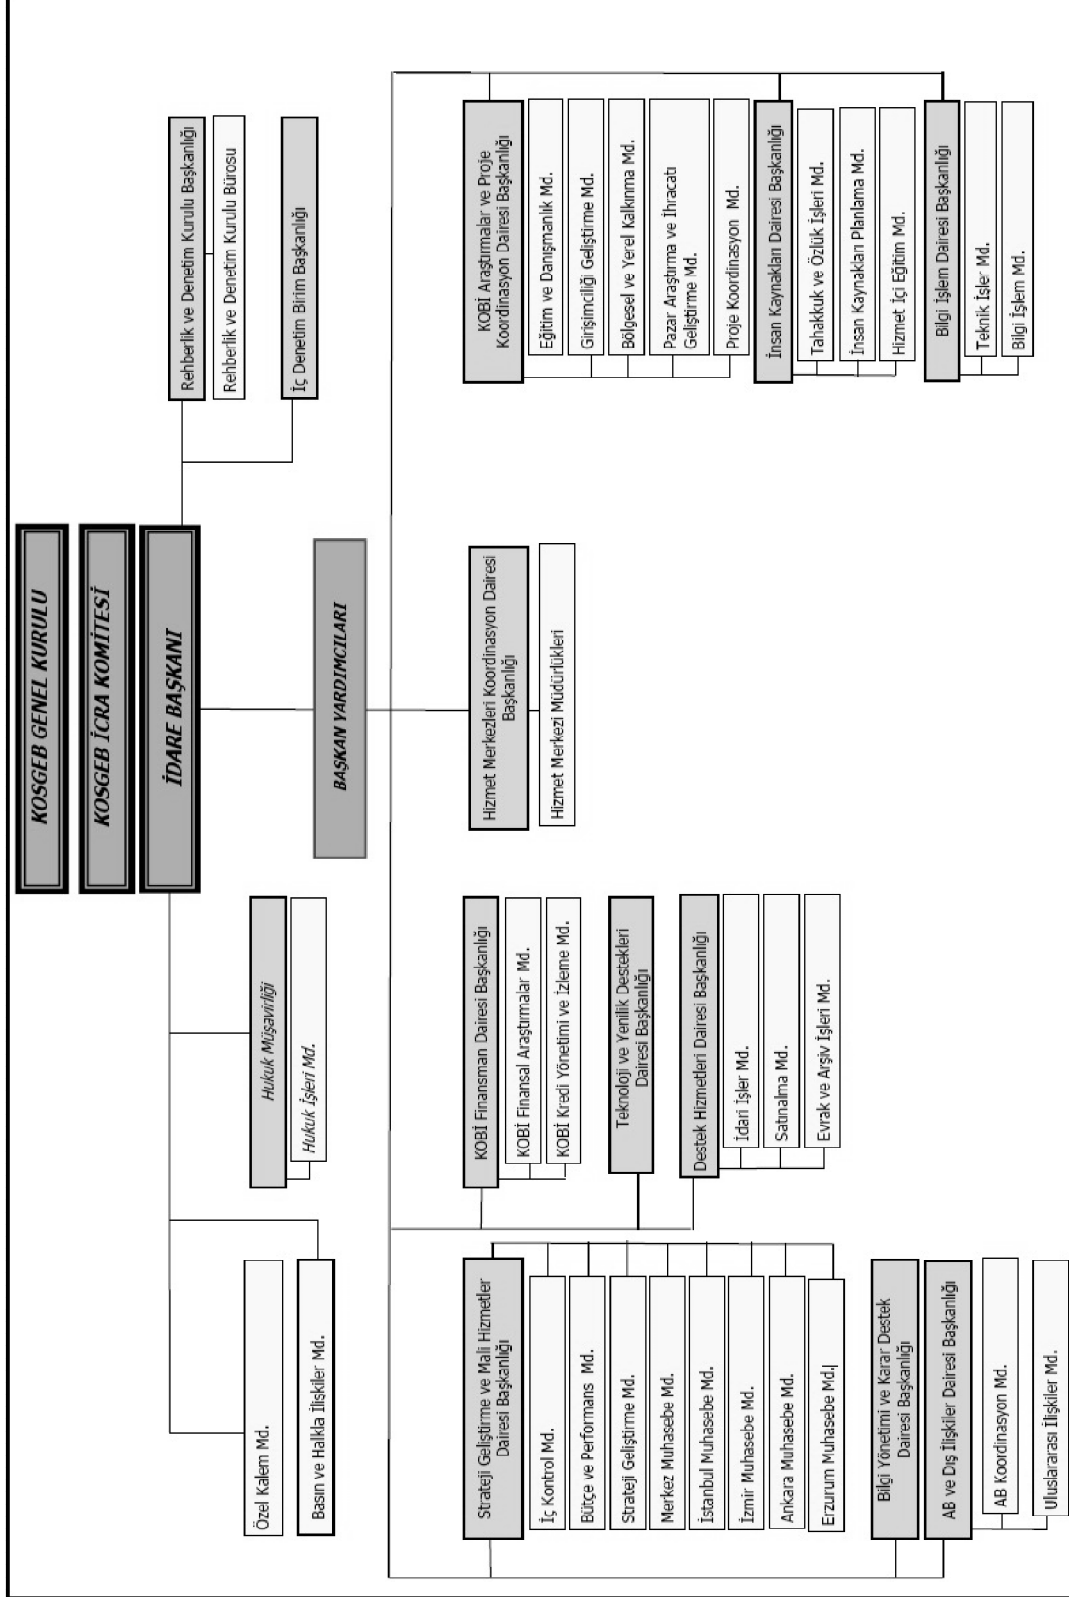 KOSGEB GENEL KURULU
KOSGEB İCRA KOMİTESİ
İDARE BAŞKANI
Rehberlik ve Denetim Kurulu Başkanlığı
Rehberlik ve Denetim Kurulu Bürosu
İç Denetim Birim Başkanlığı
Hukuk Müşavirliği
Hukuk İşleri Md.
Özel Kalem Md.
Basın ve Halkla İlişkiler Md.
BAŞKAN YARDIMCILARI
Strateji Geliştirme ve Mali Hizmetler
Dairesi Başkanlığı
İç Kontrol Md.
Bütçe ve Performans Md.
Strateji Geliştirme Md.
Merkez Muhasebe Md.
İstanbul Muhasebe Md.
İzmir Muhasebe Md.
Ankara Muhasebe Md.
Erzurum Muhasebe Md.
Bilgi Yönetimi ve Karar Destek
Dairesi Başkanlığı
AB ve Dış İlişkiler Dairesi Başkanlığı
AB Koordinasyon Md.
Uluslararası İlişkiler Md.
KOBİ Finansman Dairesi Başkanlığı
KOBİ Finansal Araştırmalar Md.
KOBİ Kredi Yönetimi ve İzleme Md.
Teknoloji ve Yenilik Destekleri
Dairesi Başkanlığı
Destek Hizmetleri Dairesi Başkanlığı
İdari İşler Md.
Satınalma Md.
Evrak ve Arşiv İşleri Md.
Hizmet Merkezleri Koordinasyon Dairesi
Başkanlığı
Hizmet Merkezi Müdürlükleri
KOBİ Araştırmalar ve Proje
Koordinasyon Dairesi Başkanlığı
Eğitim ve Danışmanlık Md.
Girişimciliği Geliştirme Md.
Bölgesel ve Yerel Kalkınma Md.
Pazar Araştırma ve İhracatı
Geliştirme Md.
Proje Koordinasyon Md.
İnsan Kaynakları Dairesi Başkanlığı
Tahakkuk ve Özlük İşleri Md.
İnsan Kaynakları Planlama Md.
Hizmet İçi Eğitim Md.
Bilgi İşlem Dairesi Başkanlığı
Teknik İşler Md.
Bilgi İşlem Md.